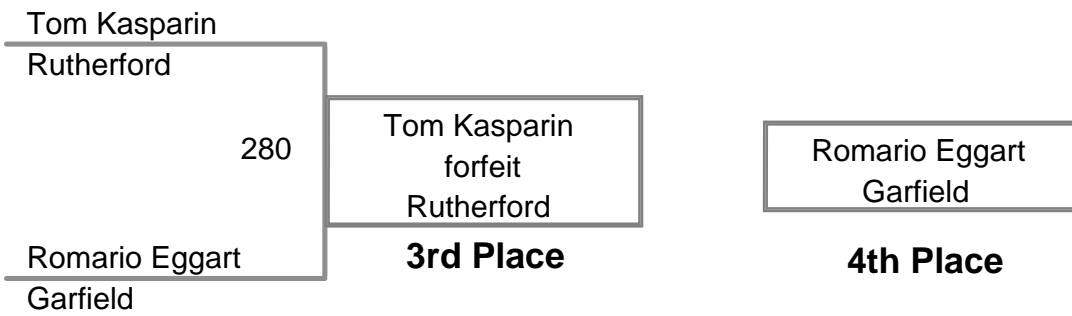 Tom Kasparin
Rutherford
280
Tom Kasparin
forfeit
Rutherford
3rd Place
Romario Eggart
Garfield
Romario Eggart
Garfield
4th Place